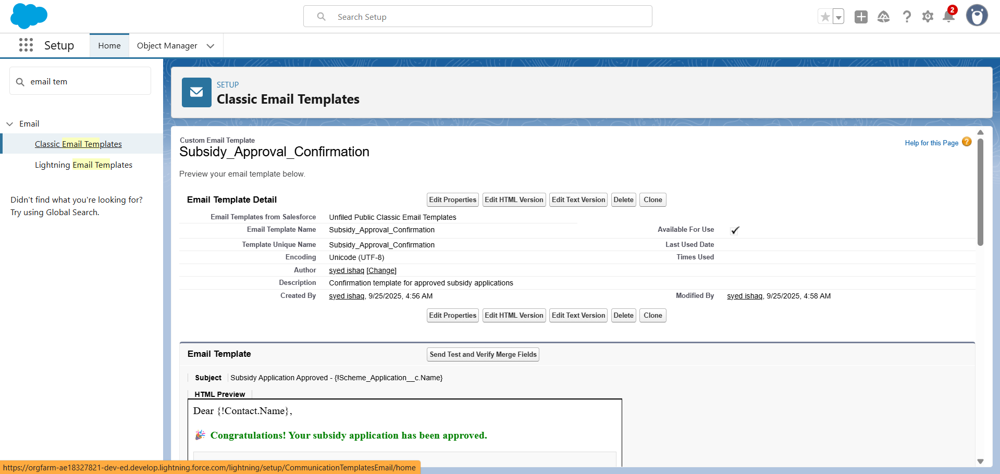 Search Setup
2
Setup
Home
Object Manager
email tem
Email
Classic Email Templates
Lightning Email Templates
Didn't find what you're looking for?
Try using Global Search.
SETUP
Classic Email Templates
Custom Email Template
Subsidy_Approval_Confirmation
Help for this Page ?
Preview your email template below.
Email Template Detail
Edit Properties Edit HTML Version Edit Text Version Delete Clone
Email Templates from Salesforce Unfiled Public Classic Email Templates
Email Template Name Subsidy_Approval_Confirmation Available For Use
Template Unique Name Subsidy_Approval_Confirmation Last Used Date
Encoding Unicode (UTF-8) Times Used
Author syed ishaq [Change]
Description Confirmation template for approved subsidy applications
Created By syed ishaq, 9/25/2025, 4:56 AM Modified By syed ishaq, 9/25/2025, 4:58 AM
Edit Properties Edit HTML Version Edit Text Version Delete Clone
Email Template Send Test and Verify Merge Fields
Subject Subsidy Application Approved - {!Scheme_Application__c.Name}
HTML Preview
Dear {!Contact.Name},
🎉 Congratulations! Your subsidy application has been approved.
https://orgfarm-ae18327821-dev-ed.develop.lightning.force.com/lightning/setup/CommunicationTemplatesEmail/home